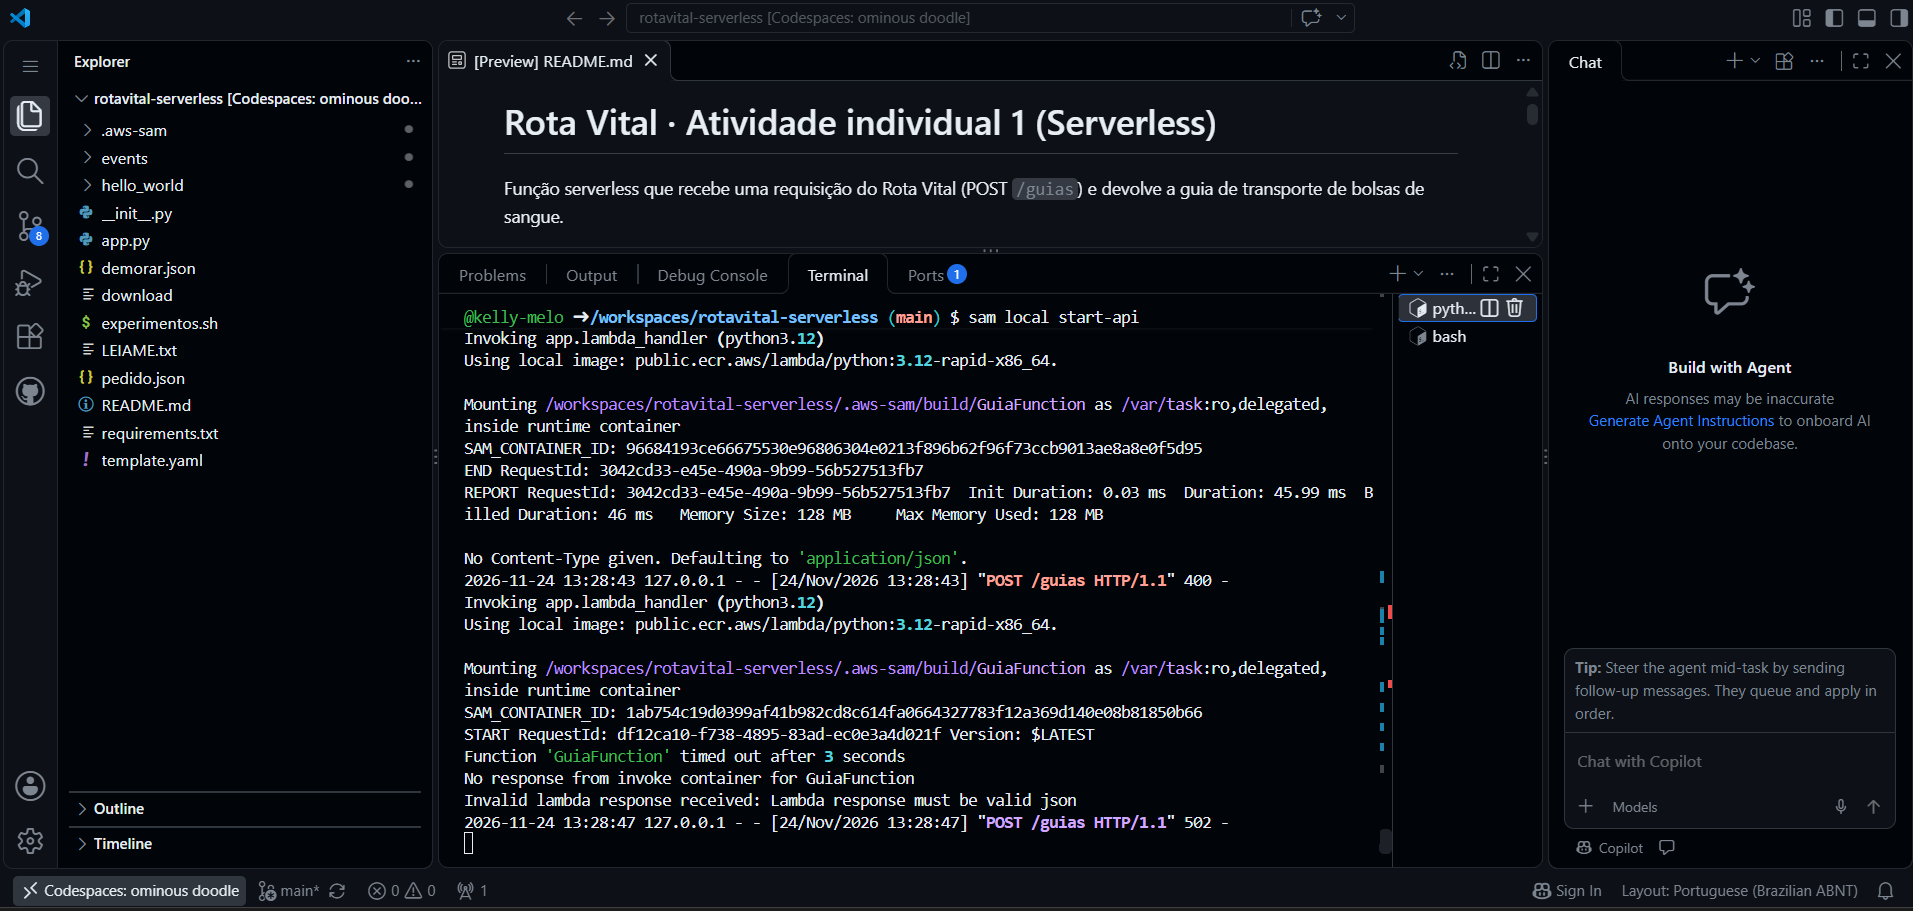 rotavital-serverless [Codespaces: ominous doodle]
Explorer
rotavital-serverless [Codespaces: ominous doo...
.aws-sam
events
hello_world
__init__.py
app.py
demorar.json
download
experimentos.sh
LEIAME.txt
pedido.json
README.md
requirements.txt
template.yaml
8
Outline
Timeline
[Preview] README.md
Rota Vital · Atividade individual 1 (Serverless)
Função serverless que recebe uma requisição do Rota Vital (POST /guias) e devolve a guia de transporte de bolsas de
sangue.
Problems
Output
Debug Console
Terminal
Ports 1
@kelly-melo ➜/workspaces/rotavital-serverless (main) $ sam local start-api
Invoking app.lambda_handler (python3.12)
Using local image: public.ecr.aws/lambda/python:3.12-rapid-x86_64.
Mounting /workspaces/rotavital-serverless/.aws-sam/build/GuiaFunction as /var/task:ro,delegated,
inside runtime container
SAM_CONTAINER_ID: 96684193ce66675530e96806304e0213f896b62f96f73ccb9013ae8a8e0f5d95
END RequestId: 3042cd33-e45e-490a-9b99-56b527513fb7
REPORT RequestId: 3042cd33-e45e-490a-9b99-56b527513fb7  Init Duration: 0.03 ms  Duration: 45.99 ms  B
illed Duration: 46 ms   Memory Size: 128 MB     Max Memory Used: 128 MB
No Content-Type given. Defaulting to 'application/json'.
2026-11-24 13:28:43 127.0.0.1 - - [24/Nov/2026 13:28:43] "POST /guias HTTP/1.1" 400 -
Invoking app.lambda_handler (python3.12)
Using local image: public.ecr.aws/lambda/python:3.12-rapid-x86_64.
Mounting /workspaces/rotavital-serverless/.aws-sam/build/GuiaFunction as /var/task:ro,delegated,
inside runtime container
SAM_CONTAINER_ID: 1ab754c19d0399af41b982cd8c614fa0664327783f12a369d140e08b81850b66
START RequestId: df12ca10-f738-4895-83ad-ec0e3a4d021f Version: $LATEST
Function 'GuiaFunction' timed out after 3 seconds
No response from invoke container for GuiaFunction
Invalid lambda response received: Lambda response must be valid json
2026-11-24 13:28:47 127.0.0.1 - - [24/Nov/2026 13:28:47] "POST /guias HTTP/1.1" 502 -
pyth...
bash
Chat
Build with Agent
AI responses may be inaccurate
Generate Agent Instructions to onboard AI
onto your codebase.
Tip: Steer the agent mid-task by sending
follow-up messages. They queue and apply in
order.
Chat with Copilot
Models
Copilot
Codespaces: ominous doodle
main*
0
0
1
Sign In
Layout: Portuguese (Brazilian ABNT)